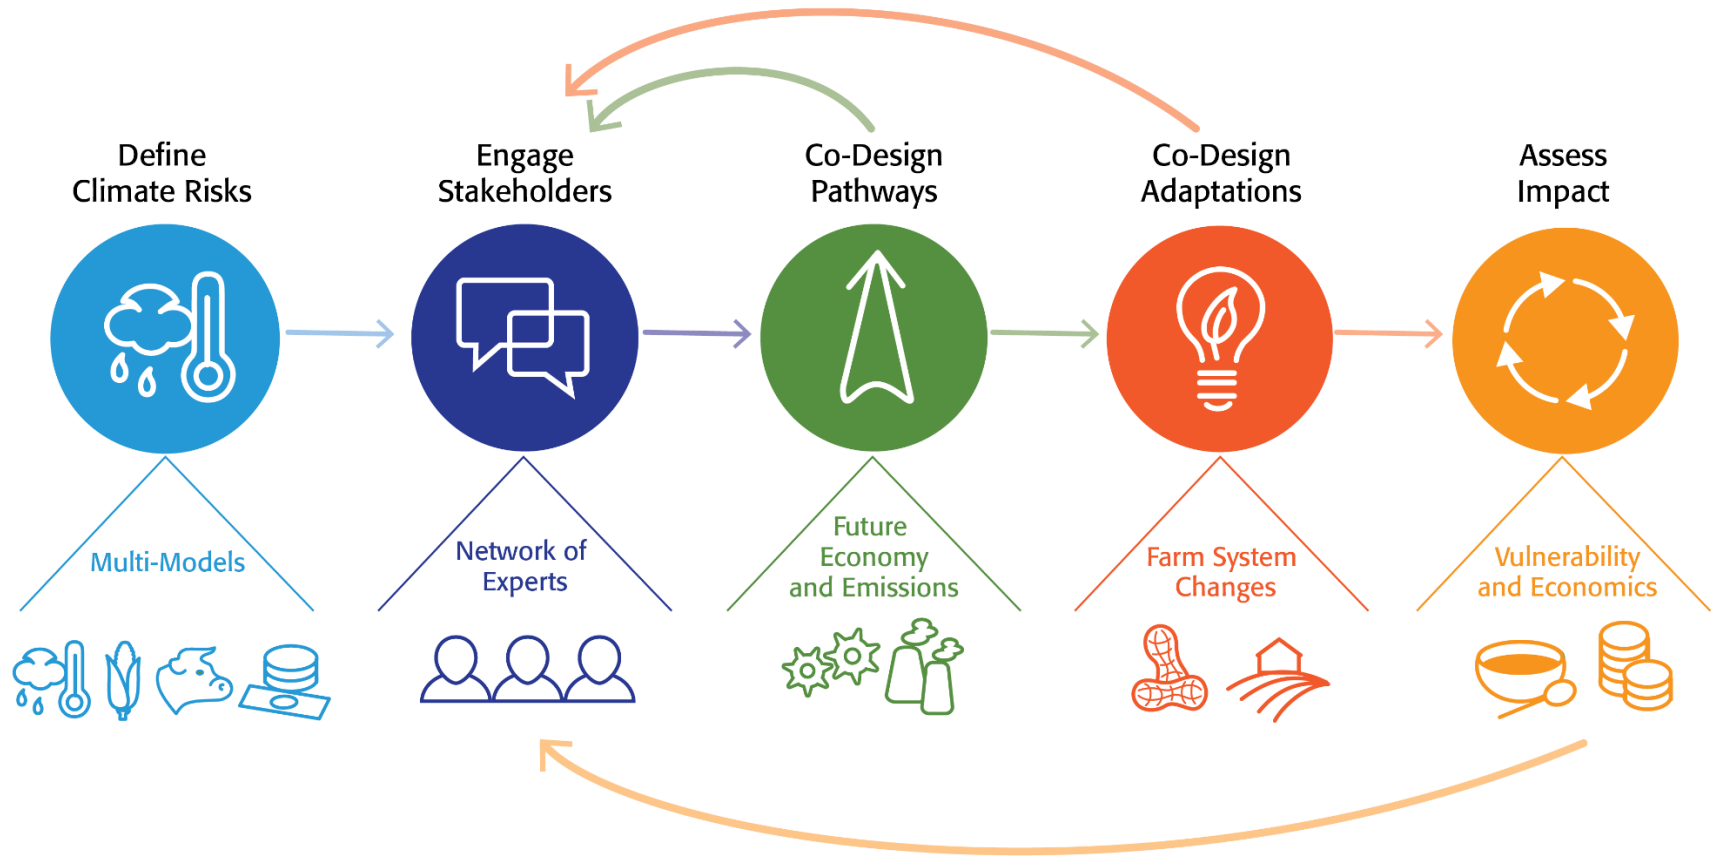 Define
Climate Risks
Engage
Stakeholders
Co-Design
Pathways
Co-Design
Adaptations
Assess
Impact
Multi-Models
Network of
Experts
Future
Economy
and Emissions
Farm System
Changes
Vulnerability
and Economics